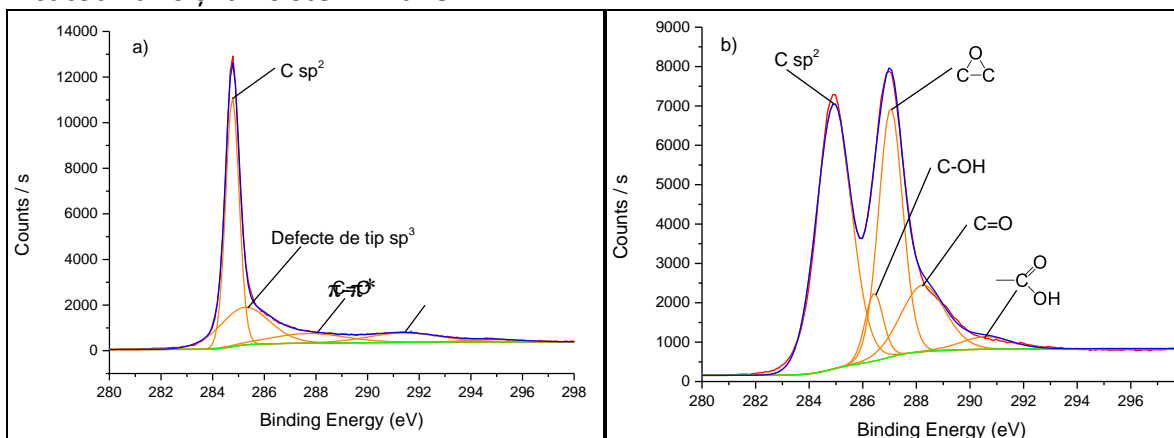 a)
14000
12000
10000
8000
6000
4000
2000
0
Counts / s
C sp²
Defecte de tip sp³
280 282 284 286 288 290 292 294 296 298
Binding Energy (eV)
b)
9000
8000
7000
6000
5000
4000
3000
2000
1000
0
Counts / s
C sp²
O
C C
C-OH
C=O
O
C
OH
280 282 284 286 288 290 292 294 296
Binding Energy (eV)